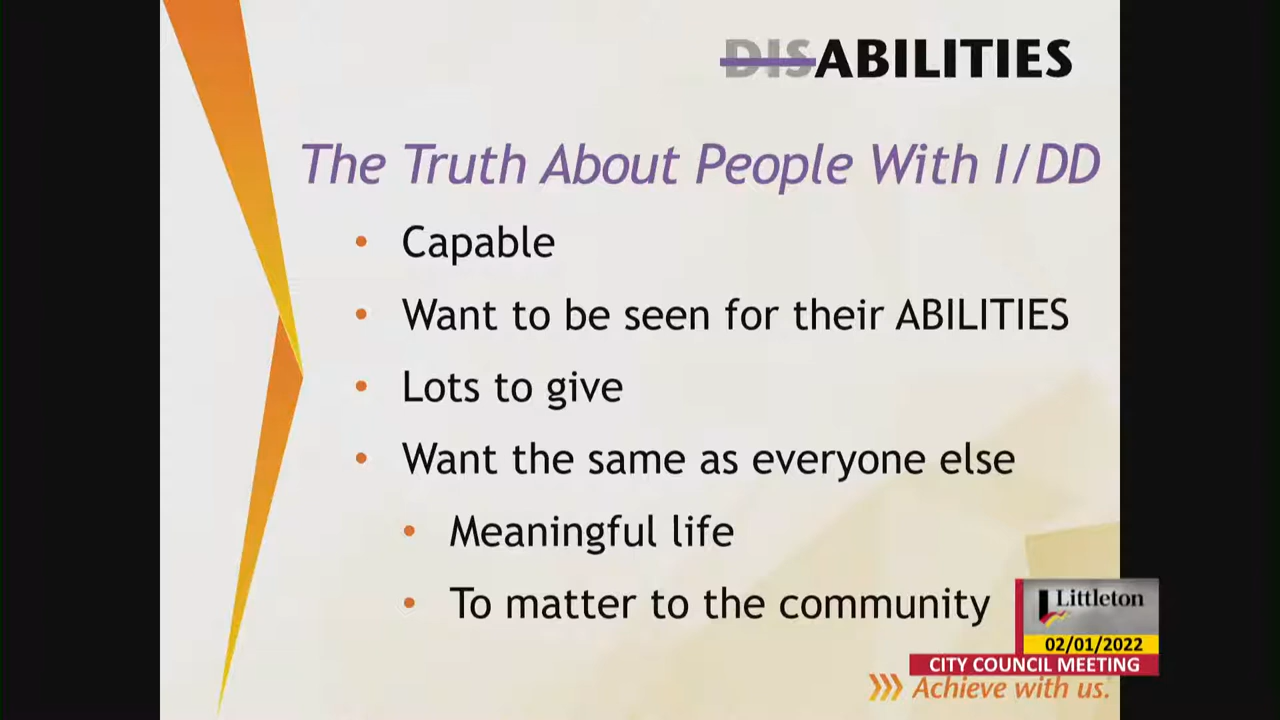 DISABILITIES
The Truth About People With I/DD
• Capable
• Want to be seen for their ABILITIES
• Lots to give
• Want the same as everyone else
• Meaningful life
• To matter to the community
Littleton
02/01/2022
CITY COUNCIL MEETING
Achieve with us.